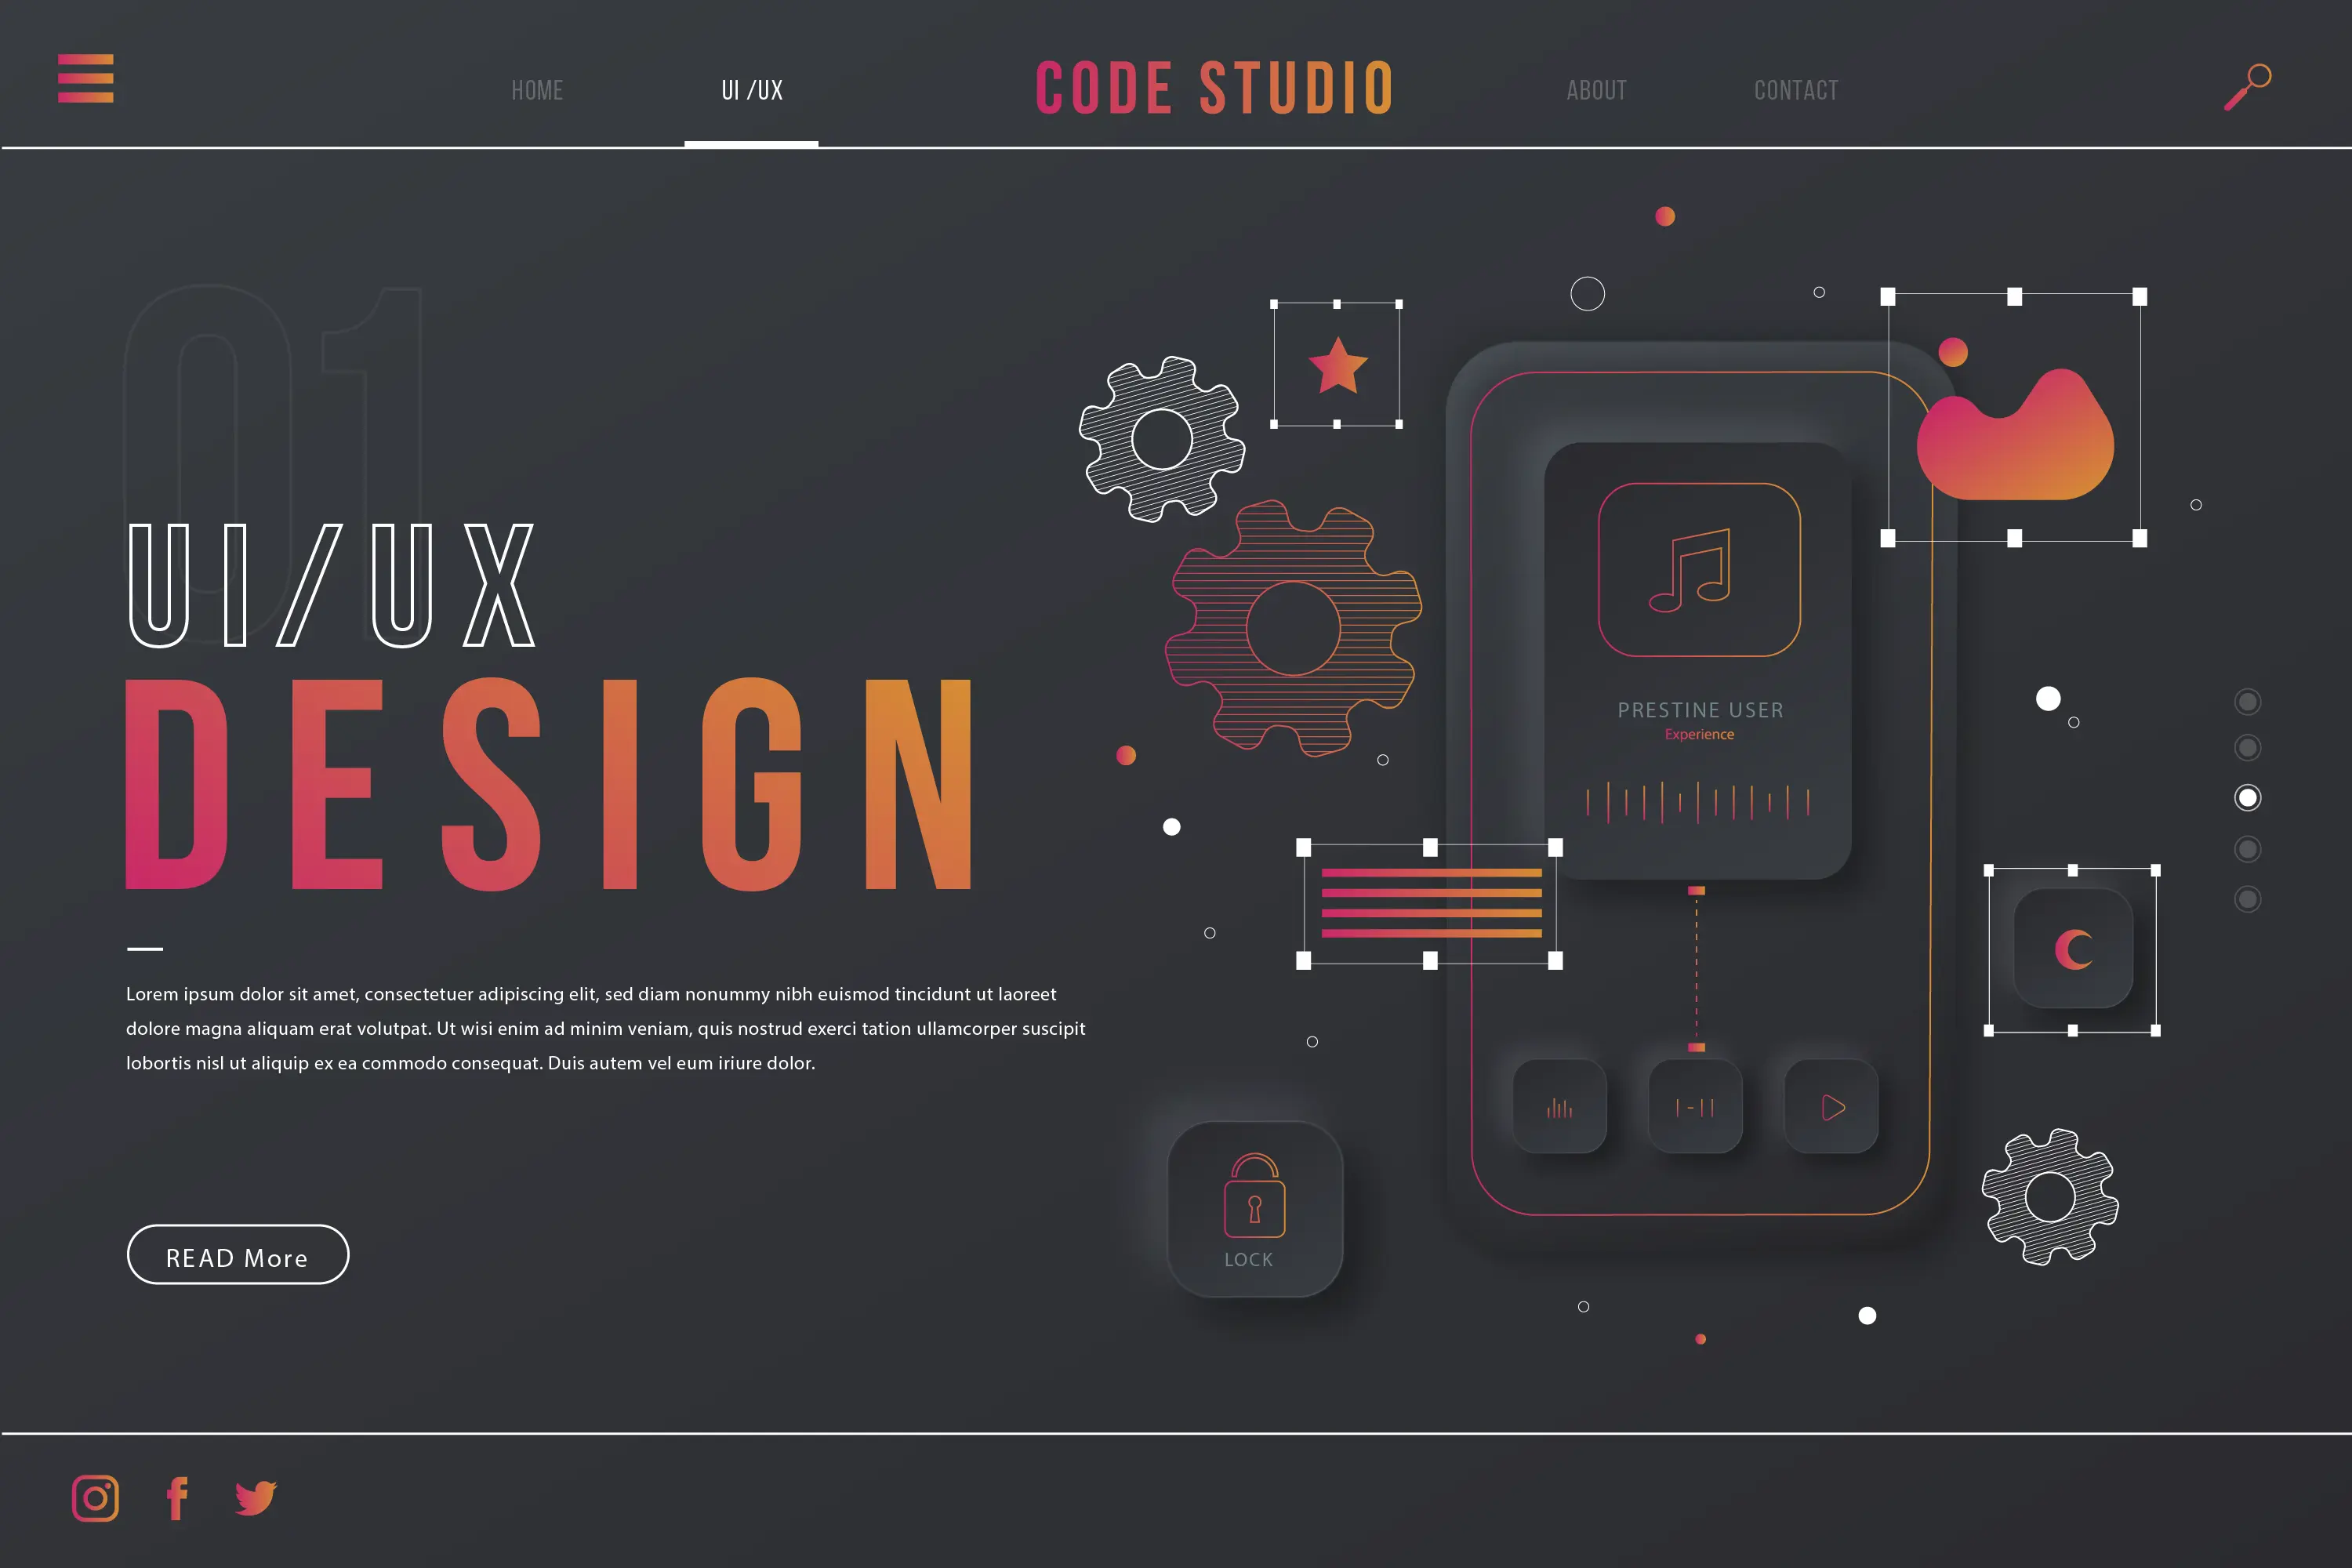 HOME
UI /UX
CODE STUDIO
ABOUT
CONTACT
01
UI/UX
DESIGN
Lorem ipsum dolor sit amet, consectetuer adipiscing elit, sed diam nonummy nibh euismod tincidunt ut laoreet
dolore magna aliquam erat volutpat. Ut wisi enim ad minim veniam, quis nostrud exerci tation ullamcorper suscipit
lobortis nisl ut aliquip ex ea commodo consequat. Duis autem vel eum iriure dolor.
READ More
PRESTINE USER
Experience
LOCK